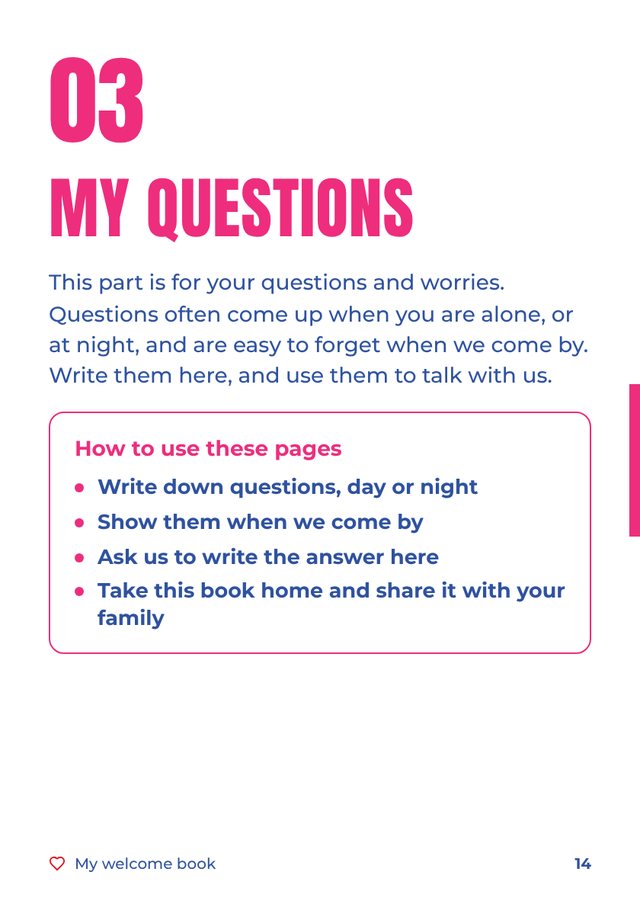 03
MY QUESTIONS
This part is for your questions and worries.
Questions often come up when you are alone, or
at night, and are easy to forget when we come by.
Write them here, and use them to talk with us.
How to use these pages
Write down questions, day or night
Show them when we come by
Ask us to write the answer here
Take this book home and share it with your
family
My welcome book
14